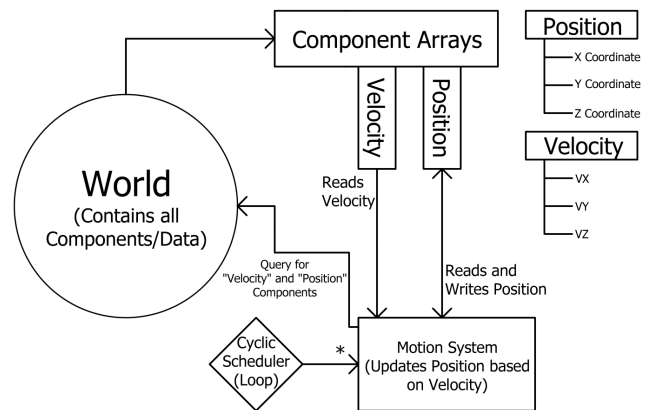 Component Arrays
Velocity
Position
Position
X Coordinate
Y Coordinate
Z Coordinate
Velocity
VX
VY
VZ
World
(Contains all
Components/Data)
Reads
Velocity
Query for
"Velocity" and "Position"
Components
Reads and
Writes Position
Cyclic
Scheduler
(Loop)
*
Motion System
(Updates Position based
on Velocity)